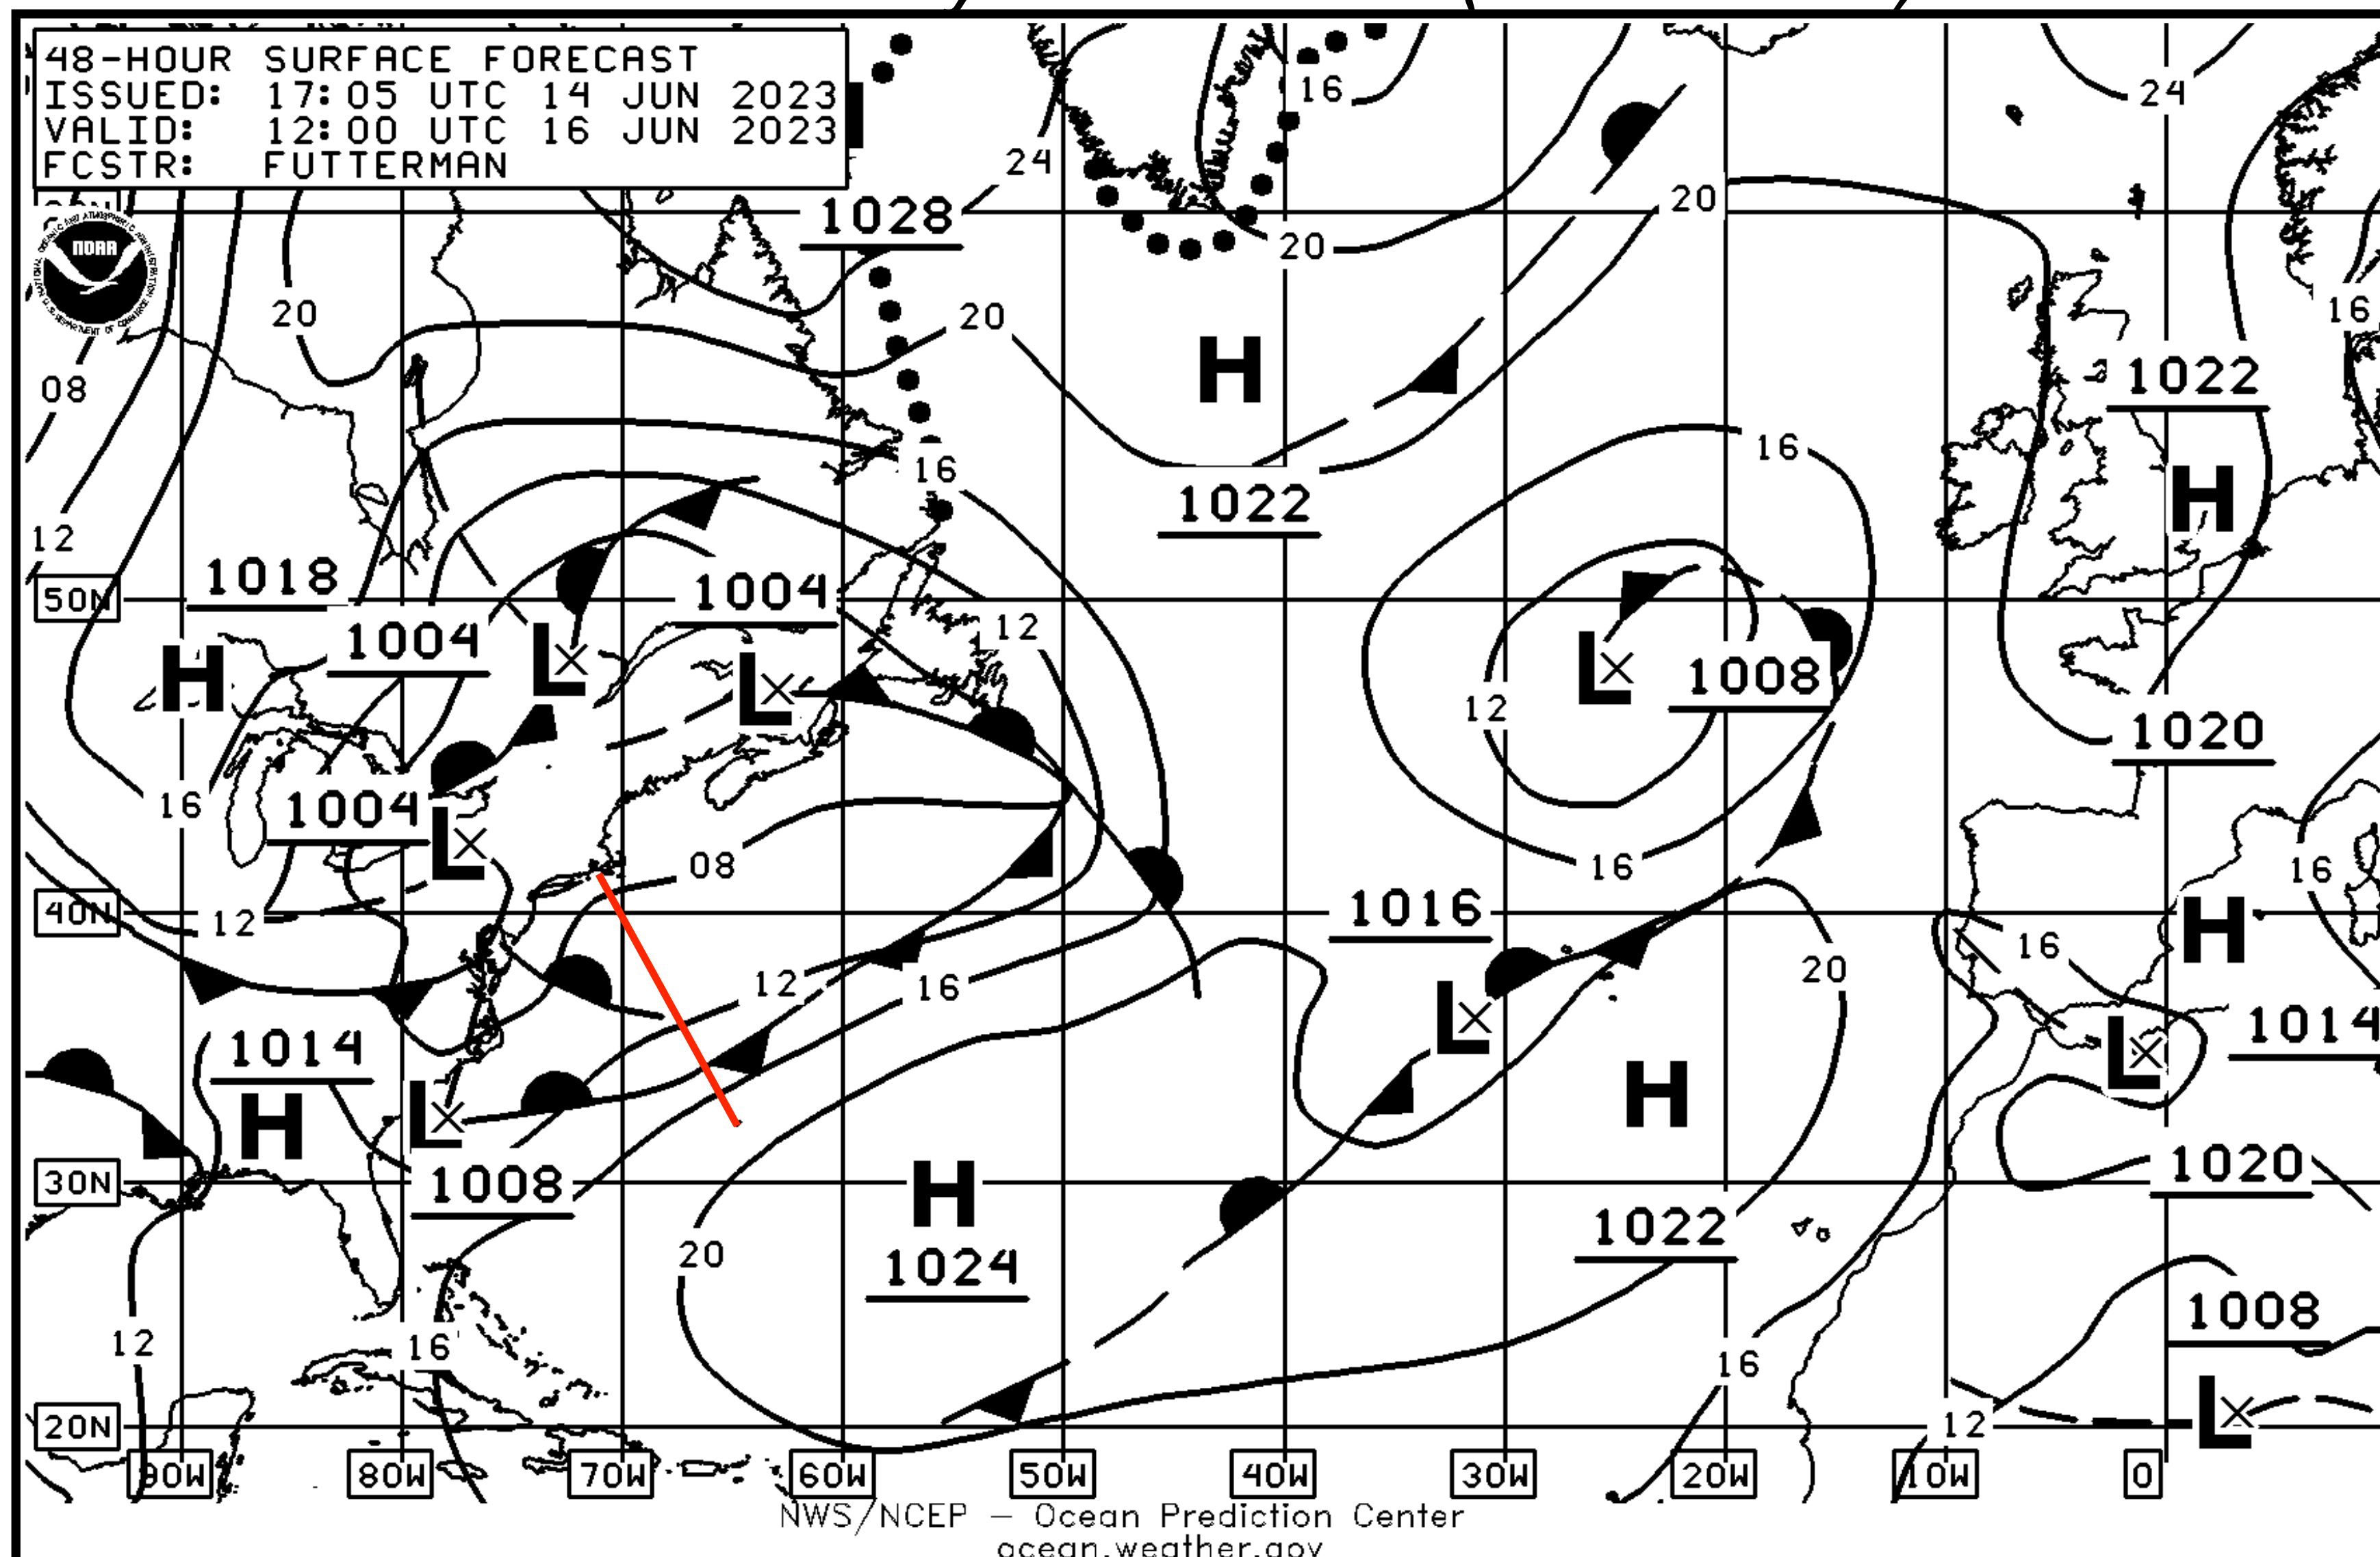 48-HOUR SURFACE FORECAST
ISSUED: 17:05 UTC 14 JUN 2023
VALID: 12:00 UTC 16 JUN 2023
FCSTR: FUTTERMAN
NOAA
16
24
24
1028
20
20
20
20
16
08
H
1022
16
16
1022
H
12
1018
50N
1004
12
1004
L
L
H
L
1008
12
1020
16
1004
L
08
16
16
40N
12
1016
H
16
20
12
16
L
1014
1014
L
H
L
H
H
30N
1008
1020
1022
20
1024
1008
12
16
16
L
20N
12
90W
80W
70W
60W
50W
40W
30W
20W
10W
0
NWS/NCEP — Ocean Prediction Center
ocean.weather.gov